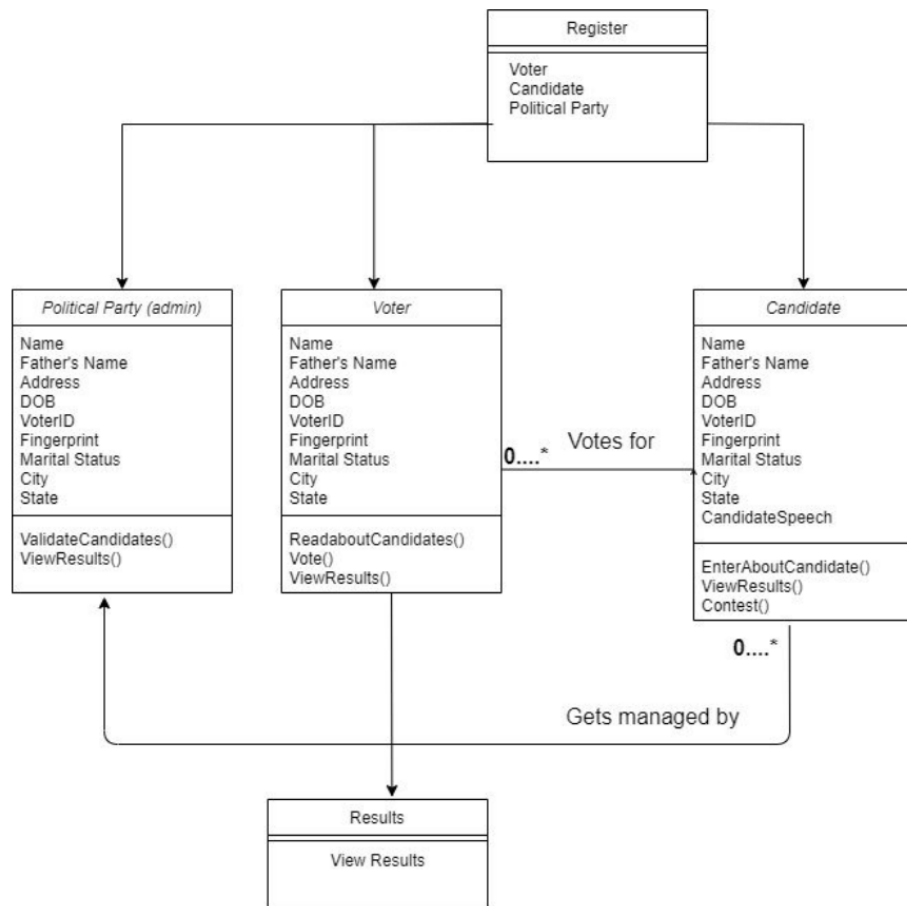 Register
Voter
Candidate
Political Party
Political Party (admin)
Name
Father's Name
Address
DOB
VoterID
Fingerprint
Marital Status
City
State
ValidateCandidates()
ViewResults()
Voter
Name
Father's Name
Address
DOB
VoterID
Fingerprint
Marital Status
City
State
ReadaboutCandidates()
Vote()
ViewResults()
0....*
Votes for
Candidate
Name
Father's Name
Address
DOB
VoterID
Fingerprint
Marital Status
City
State
CandidateSpeech
EnterAboutCandidate()
ViewResults()
Contest()
0....*
Gets managed by
Results
View Results